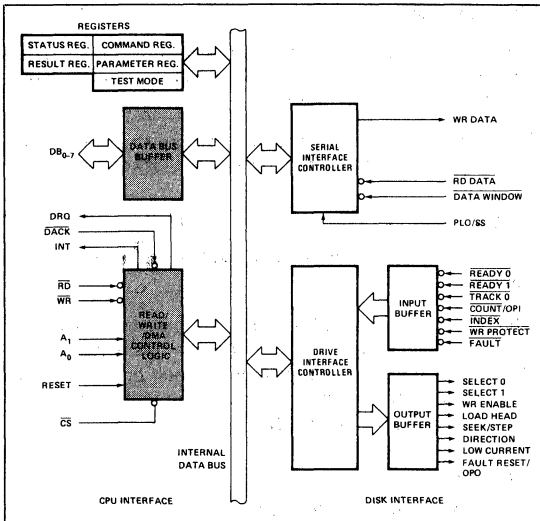 REGISTERS
STATUS REG. COMMAND REG.
RESULT REG. PARAMETER REG.
TEST MODE
DB0-7
DATA BUS
BUFFER
DRQ
DACK
INT
RD
WR
A1
A0
RESET
CS
READ/
WRITE
/DMA
CONTROL
LOGIC
INTERNAL
DATA BUS
CPU INTERFACE
SERIAL
INTERFACE
CONTROLLER
WR DATA
RD DATA
DATA WINDOW
PLO/SS
DRIVE
INTERFACE
CONTROLLER
INPUT
BUFFER
READY 0
READY 1
TRACK 0
COUNT/OPI
INDEX
WR PROTECT
FAULT
OUTPUT
BUFFER
SELECT 0
SELECT 1
WR ENABLE
LOAD HEAD
SEEK/STEP
DIRECTION
LOW CURRENT
FAULT RESET/
OPO
DISK INTERFACE